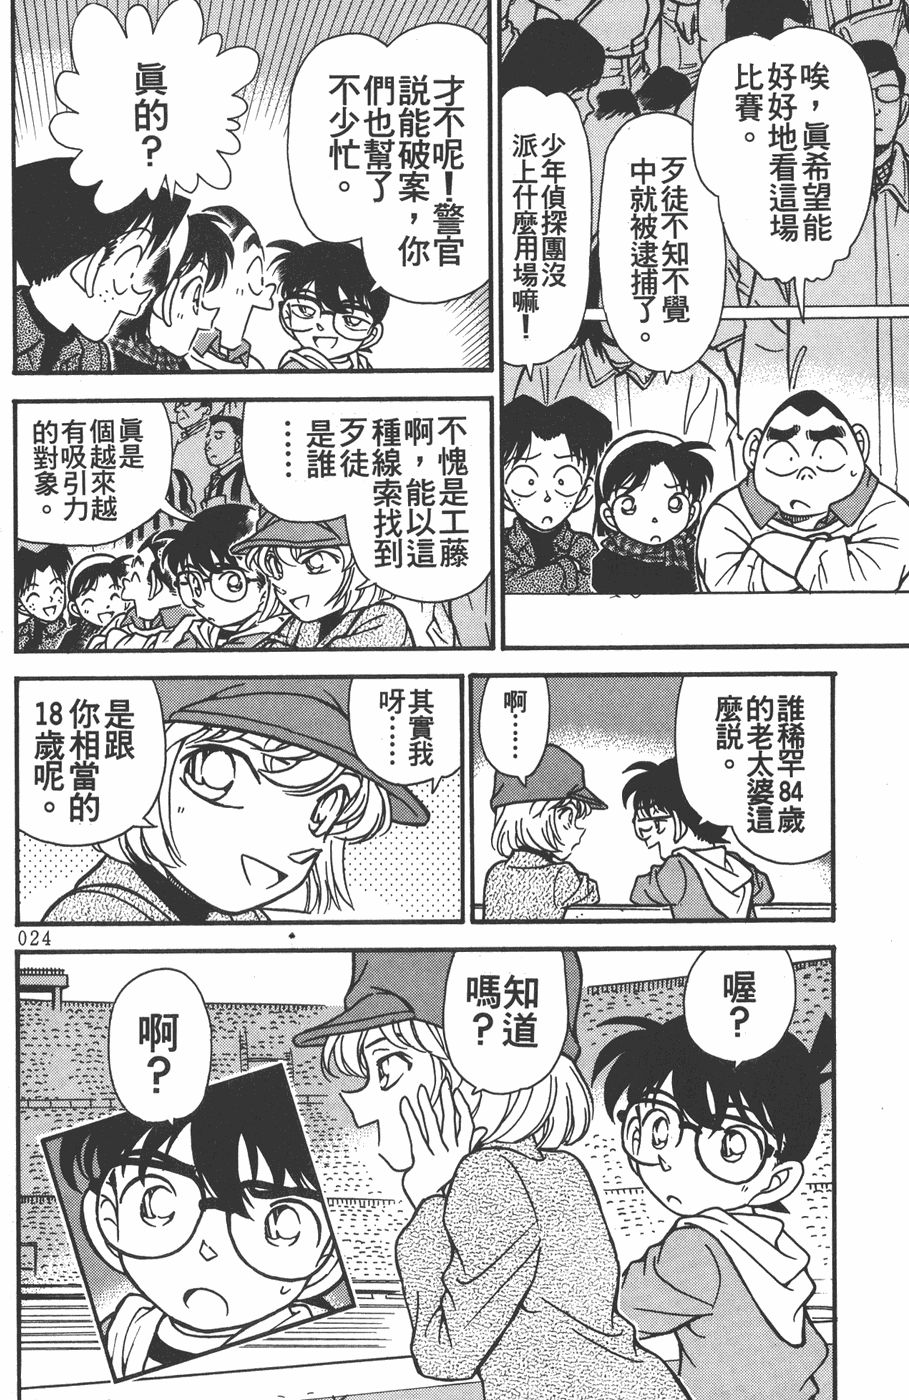 唉，眞希望能
好好地看這場
比賽。
歹徒不知不覺
中就被逮捕了。
少年偵探團沒
派上什麼用場嘛！
才不呢！警官
說能破案，你
們也幫了
不少忙。
眞的？
不愧是工藤
啊，能以這
種線索找到
歹徒
是誰
……
眞是
個越來越
有吸引力
的對象。
誰稀罕84歲
的老太婆這
麼說。
啊……
其實我
呀……
是跟
你相當的
18歲呢。
024
喔？
知道
嗎？
啊？